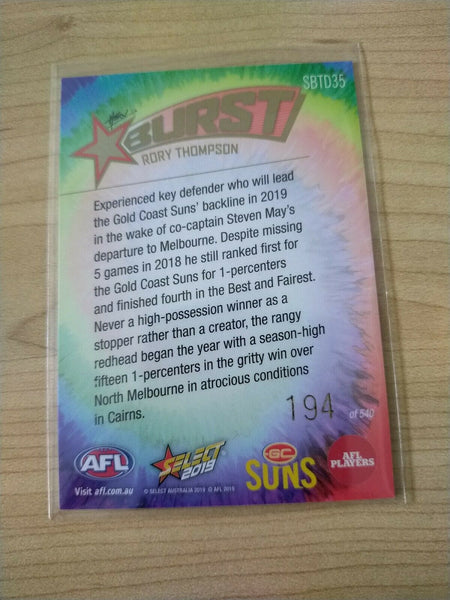 SBTD35
BURST
RORY THOMPSON
Experienced key defender who will lead
the Gold Coast Suns' backline in 2019
in the wake of co-captain Steven May's
departure to Melbourne. Despite missing
5 games in 2018 he still ranked first for
the Gold Coast Suns for 1-percenters
and finished fourth in the Best and Fairest.
Never a high-possession winner as a
stopper rather than a creator, the rangy
redhead began the year with a season-high
fifteen 1-percenters in the gritty win over
North Melbourne in atrocious conditions
in Cairns.
194 of 540
AFL
SELECT
2019
GC
SUNS
AFL
PLAYERS
Visit afl.com.au
© SELECT AUSTRALIA 2019 © AFL 2019